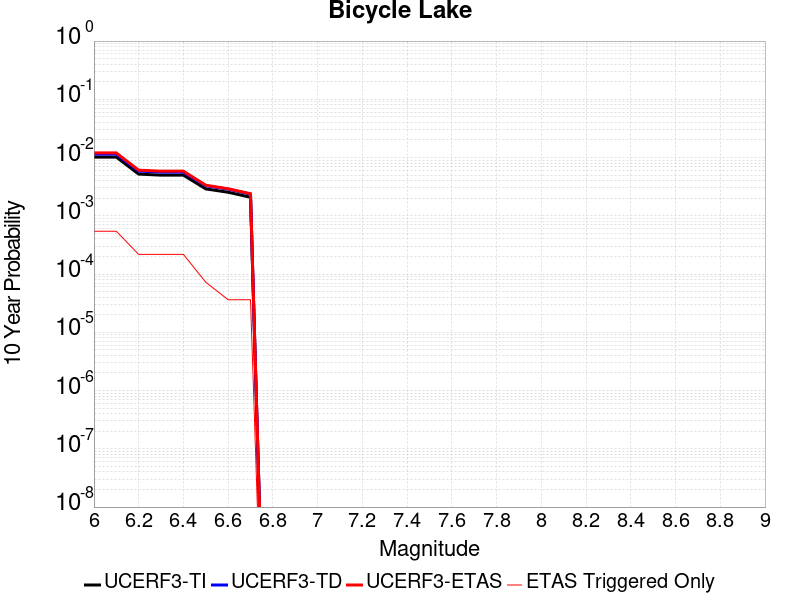 Bicycle Lake
10^0
10^-1
10^-2
10^-3
10^-4
10^-5
10^-6
10^-7
10^-8
10 Year Probability
6 6.2 6.4 6.6 6.8 7 7.2 7.4 7.6 7.8 8 8.2 8.4 8.6 8.8 9
Magnitude
UCERF3-TI UCERF3-TD UCERF3-ETAS ETAS Triggered Only